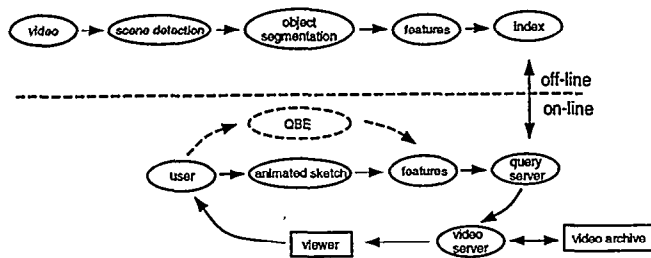 video
scene detection
object
segmentation
features
index
off-line
on-line
QBE
user
animated sketch
features
query
server
viewer
video
server
video archive